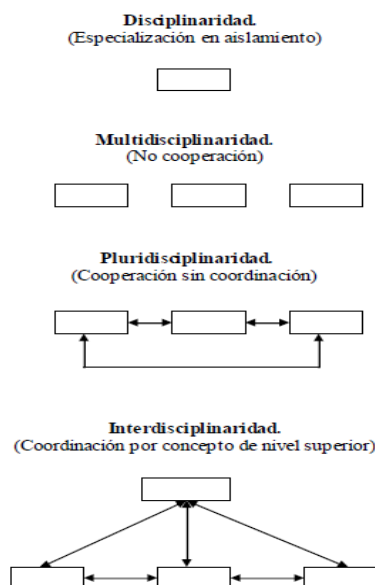 Disciplinaridad.
(Especialización en aislamiento)
Multidisciplinaridad.
(No cooperación)
Pluridisciplinaridad.
(Cooperación sin coordinación)
Interdisciplinaridad.
(Coordinación por concepto de nivel superior)